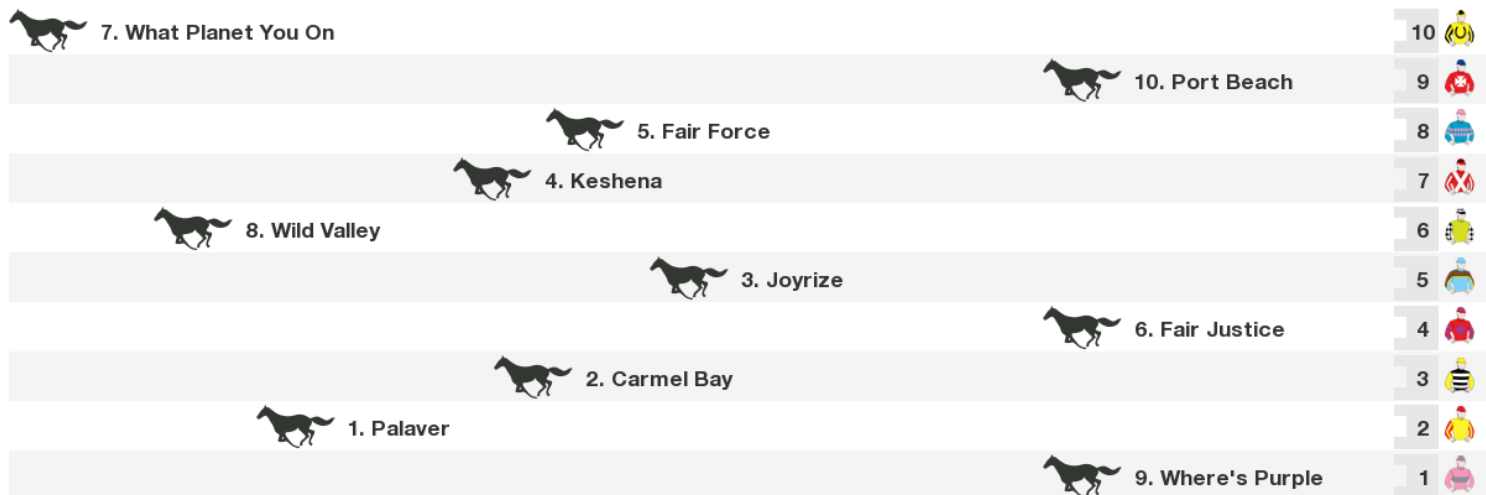 7. What Planet You On 10
10. Port Beach 9
5. Fair Force 8
4. Keshena 7
8. Wild Valley 6
3. Joyrize 5
6. Fair Justice 4
2. Carmel Bay 3
1. Palaver 2
9. Where's Purple 1